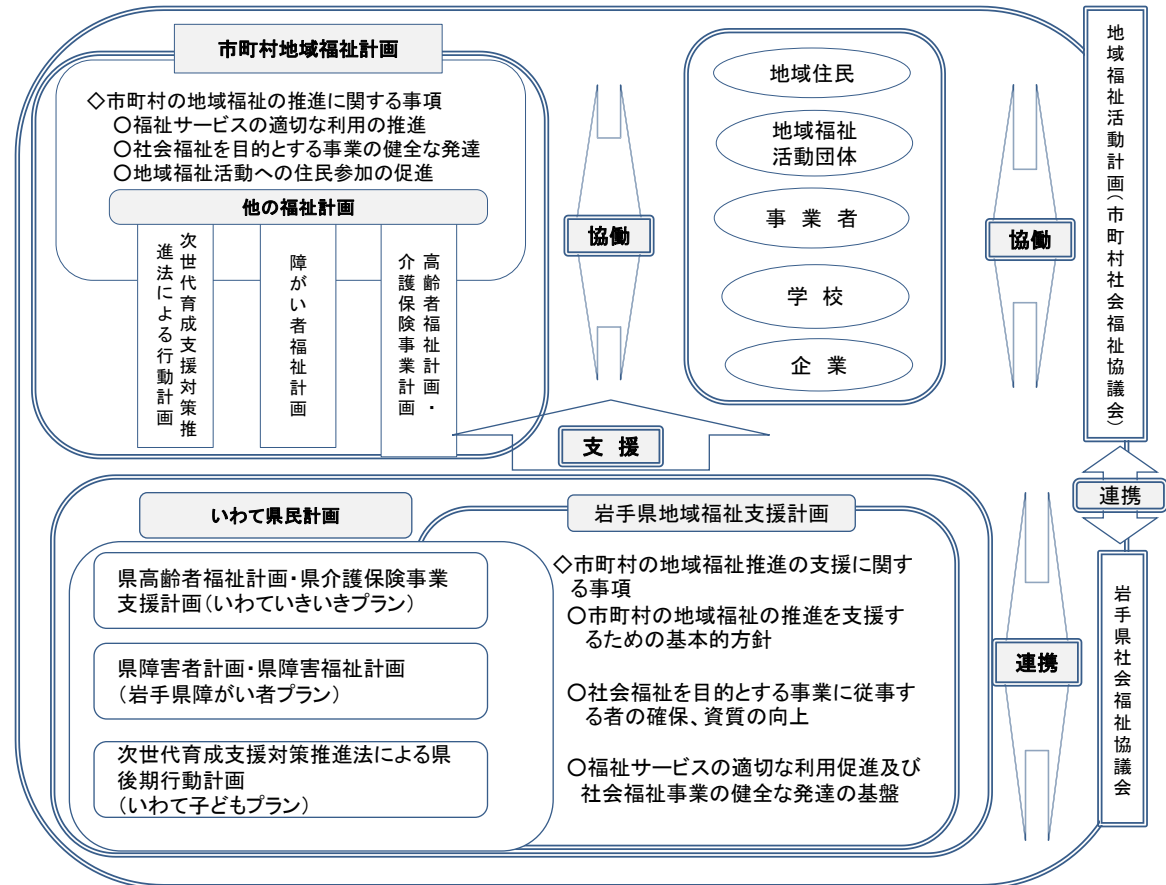 市町村地域福祉計画
◇市町村の地域福祉の推進に関する事項
〇福祉サービスの適切な利用の推進
〇社会福祉を目的とする事業の健全な発達
〇地域福祉活動への住民参加の促進
他の福祉計画
次世代育成支援対策推
進法による行動計画
障がい者福祉計画
高齢者福祉計画・
介護保険事業計画
協働
地域住民
地域福祉
活動団体
事業者
学校
企業
協働
地域福祉活動計画(市町村社会福祉協議会)
支援
連携
いわて県民計画
県高齢者福祉計画・県介護保険事業
支援計画(いわていきいきプラン)
県障害者計画・県障害福祉計画
(岩手県障がい者プラン)
次世代育成支援対策推進法による県
後期行動計画
(いわて子どもプラン)
岩手県地域福祉支援計画
◇市町村の地域福祉推進の支援に関す
る事項
〇市町村の地域福祉の推進を支援す
るための基本的方針
〇社会福祉を目的とする事業に従事す
る者の確保、資質の向上
〇福祉サービスの適切な利用促進及び
社会福祉事業の健全な発達の基盤
連携
岩手県社会福祉協議会